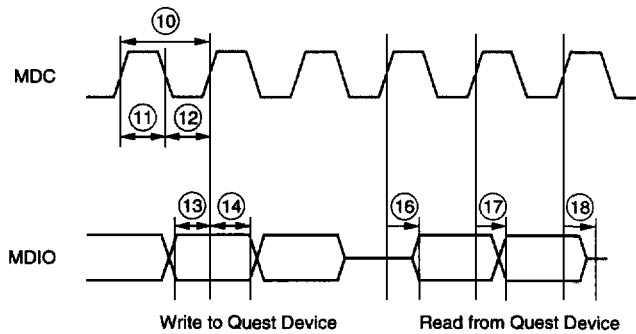 10
MDC
11 12
13 14 16 17 18
MDIO
Write to Quest Device Read from Quest Device